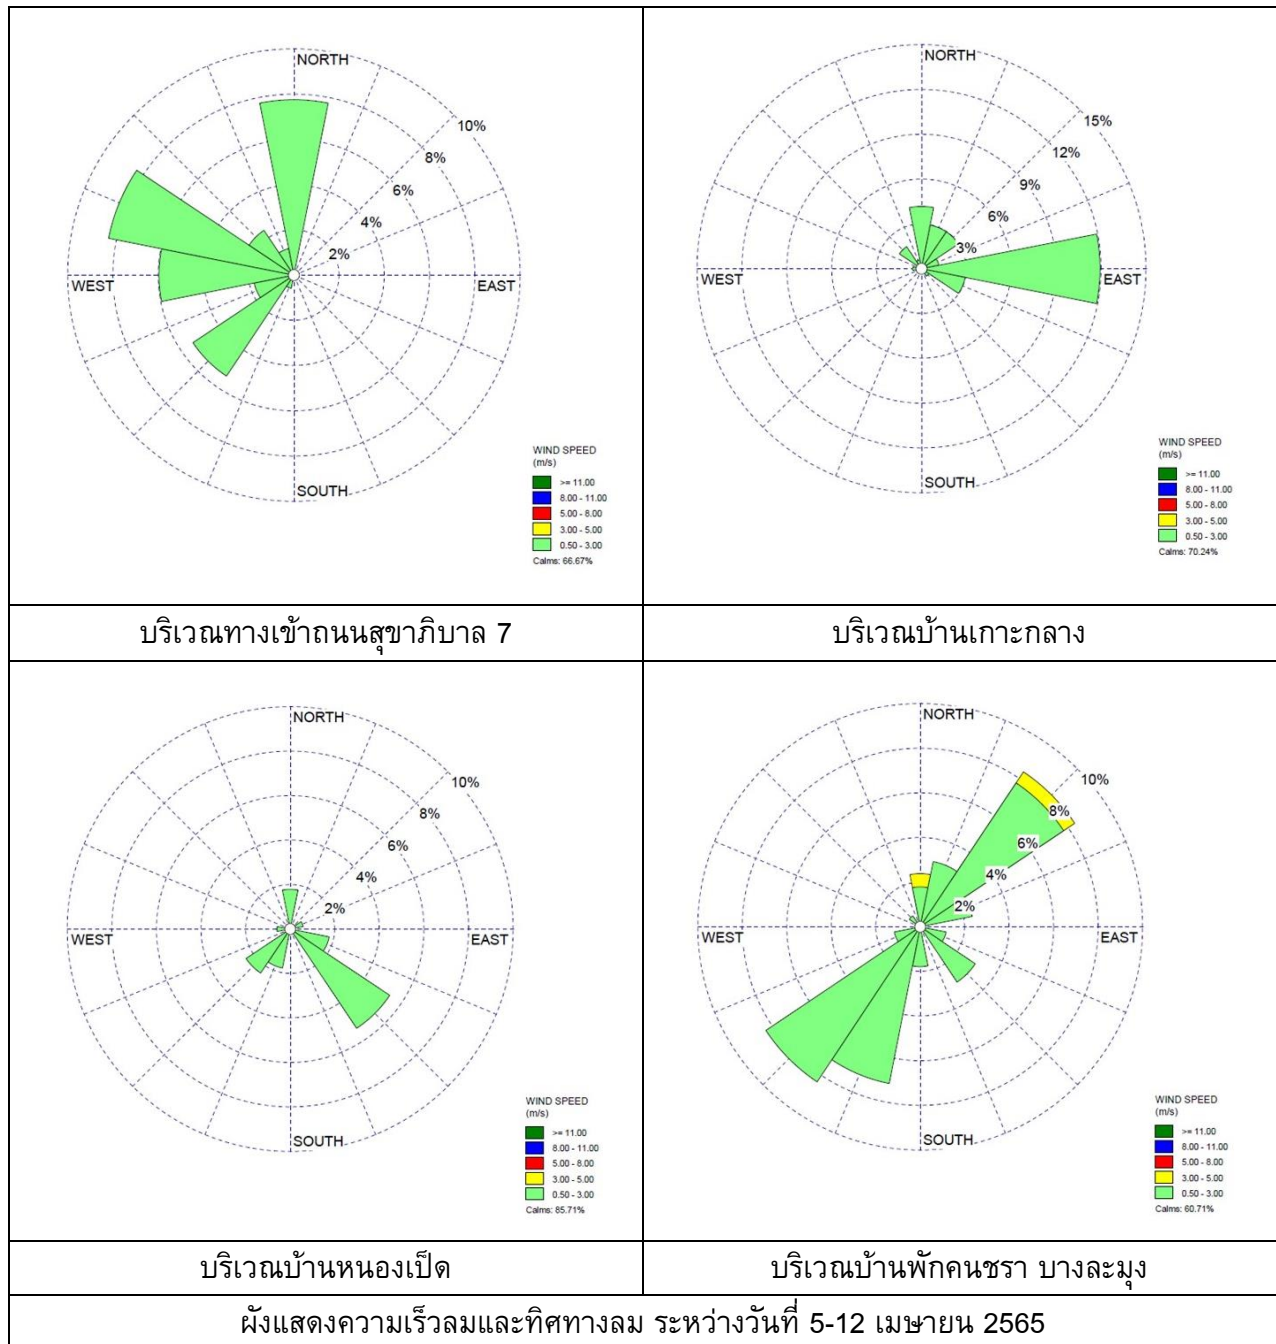 NORTH
10%
8%
6%
4%
2%
WEST
EAST
SOUTH
WIND SPEED
(m/s)
>= 11.00
8.00 - 11.00
5.00 - 8.00
3.00 - 5.00
0.50 - 3.00
Calms: 66.67%
บริเวณทางเข้าถนนสุขาภิบาล 7
NORTH
15%
12%
9%
6%
3%
WEST
EAST
SOUTH
WIND SPEED
(m/s)
>= 11.00
8.00 - 11.00
5.00 - 8.00
3.00 - 5.00
0.50 - 3.00
Calms: 70.24%
บริเวณบ้านเกาะกลาง
NORTH
10%
8%
6%
4%
2%
WEST
EAST
SOUTH
WIND SPEED
(m/s)
>= 11.00
8.00 - 11.00
5.00 - 8.00
3.00 - 5.00
0.50 - 3.00
Calms: 85.71%
บริเวณบ้านหนองเป็ด
NORTH
10%
8%
6%
4%
2%
WEST
EAST
SOUTH
WIND SPEED
(m/s)
>= 11.00
8.00 - 11.00
5.00 - 8.00
3.00 - 5.00
0.50 - 3.00
Calms: 60.71%
บริเวณบ้านพักคนชรา บางละมุง
ผังแสดงความเร็วลมและทิศทางลม ระหว่างวันที่ 5-12 เมษายน 2565